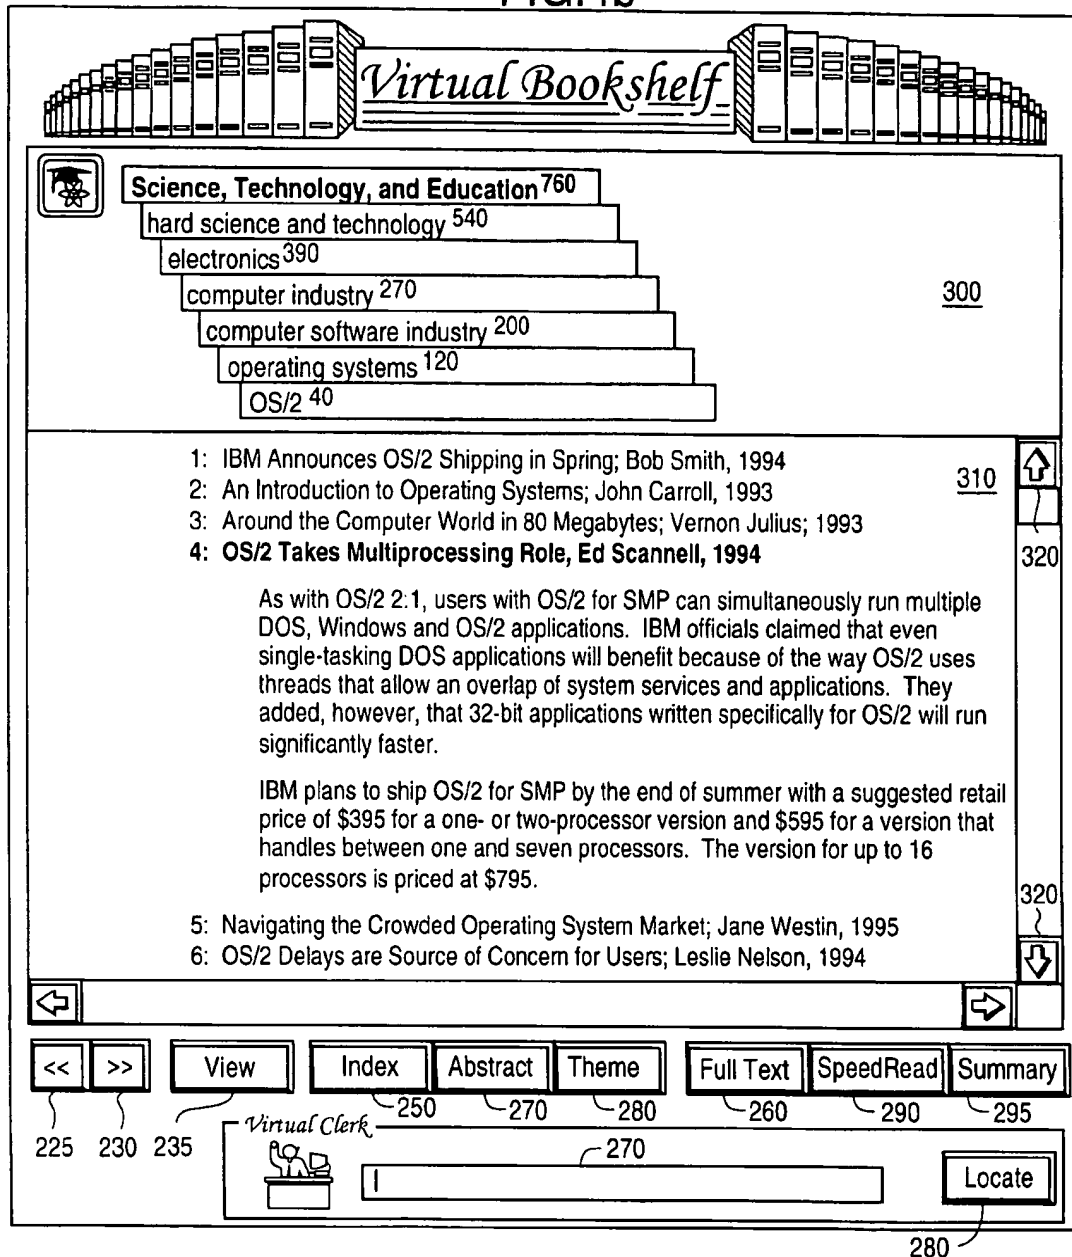 Virtual Bookshelf
Science, Technology, and Education 760
hard science and technology 540
electronics 390
computer industry 270
300
computer software industry 200
operating systems 120
OS/2 40
1: IBM Announces OS/2 Shipping in Spring; Bob Smith, 1994
310
2: An Introduction to Operating Systems; John Carroll, 1993
3: Around the Computer World in 80 Megabytes; Vernon Julius; 1993
4: OS/2 Takes Multiprocessing Role, Ed Scannell, 1994
320
As with OS/2 2:1, users with OS/2 for SMP can simultaneously run multiple
DOS, Windows and OS/2 applications. IBM officials claimed that even
single-tasking DOS applications will benefit because of the way OS/2 uses
threads that allow an overlap of system services and applications. They
added, however, that 32-bit applications written specifically for OS/2 will run
significantly faster.
IBM plans to ship OS/2 for SMP by the end of summer with a suggested retail
price of $395 for a one- or two-processor version and $595 for a version that
handles between one and seven processors. The version for up to 16
processors is priced at $795.
320
5: Navigating the Crowded Operating System Market; Jane Westin, 1995
6: OS/2 Delays are Source of Concern for Users; Leslie Nelson, 1994
<< >> View Index Abstract Theme Full Text SpeedRead Summary
250 270 280 260 290 295
225 230 235
Virtual Clerk
270
Locate
280